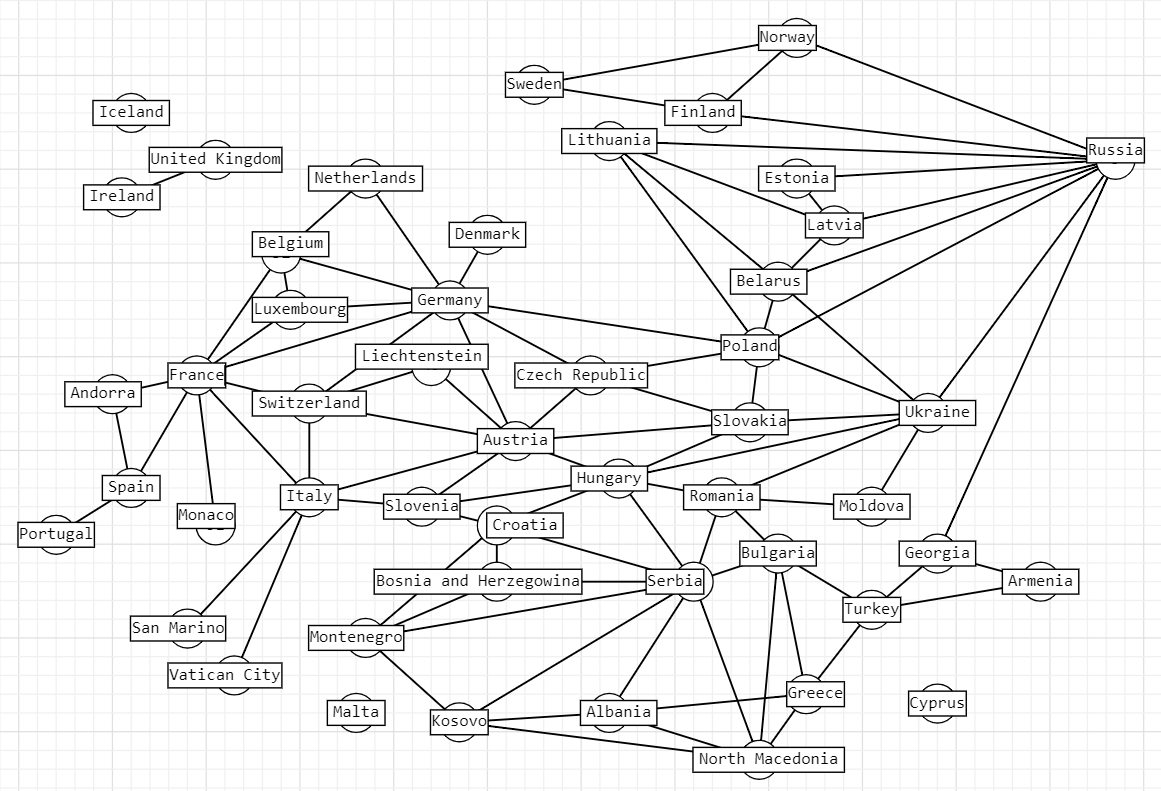 Norway
Sweden
Iceland
Finland
Lithuania
Russia
United Kingdom
Netherlands
Estonia
Ireland
Latvia
Denmark
Belgium
Belarus
Germany
Luxembourg
Poland
Liechtenstein
France
Czech Republic
Andorra
Switzerland
Ukraine
Slovakia
Austria
Hungary
Spain
Italy
Romania
Slovenia
Moldova
Monaco
Croatia
Portugal
Bulgaria
Georgia
Bosnia and Herzegowina
Serbia
Armenia
Turkey
San Marino
Montenegro
Vatican City
Greece
Cyprus
Malta
Albania
Kosovo
North Macedonia